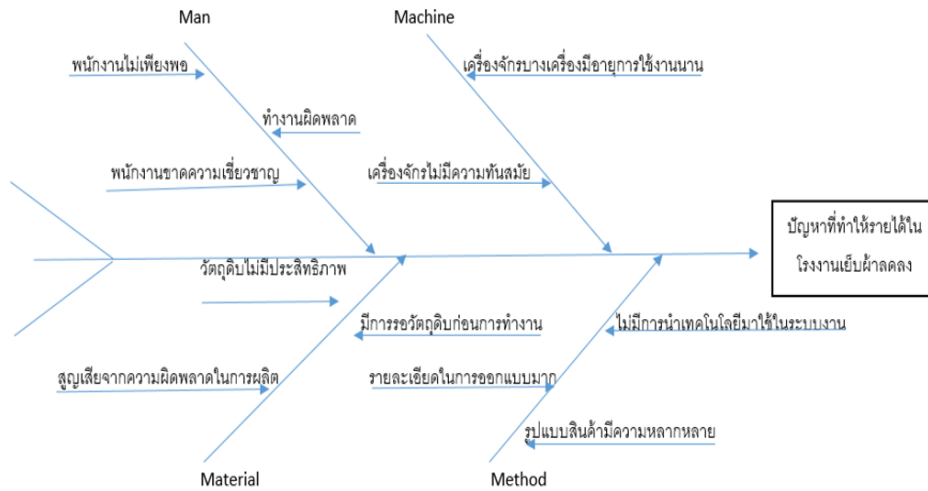 Man
Machine
พนักงานไม่เพียงพอ
เครื่องจักรบางเครื่องมีอายุการใช้งานนาน
ทำงานผิดพลาด
พนักงานขาดความเชี่ยวชาญ
เครื่องจักรไม่มีความทันสมัย
ปัญหาที่ทำให้รายได้ใน
โรงงานเย็บผ้าลดลง
วัตถุดิบไม่มีประสิทธิภาพ
มีการรอวัตถุดิบก่อนการทำงาน
ไม่มีการนำเทคโนโลยีมาใช้ในระบบงาน
สูญเสียจากความผิดพลาดในการผลิต
รายละเอียดในการออกแบบมาก
รูปแบบสินค้ามีความหลากหลาย
Material
Method